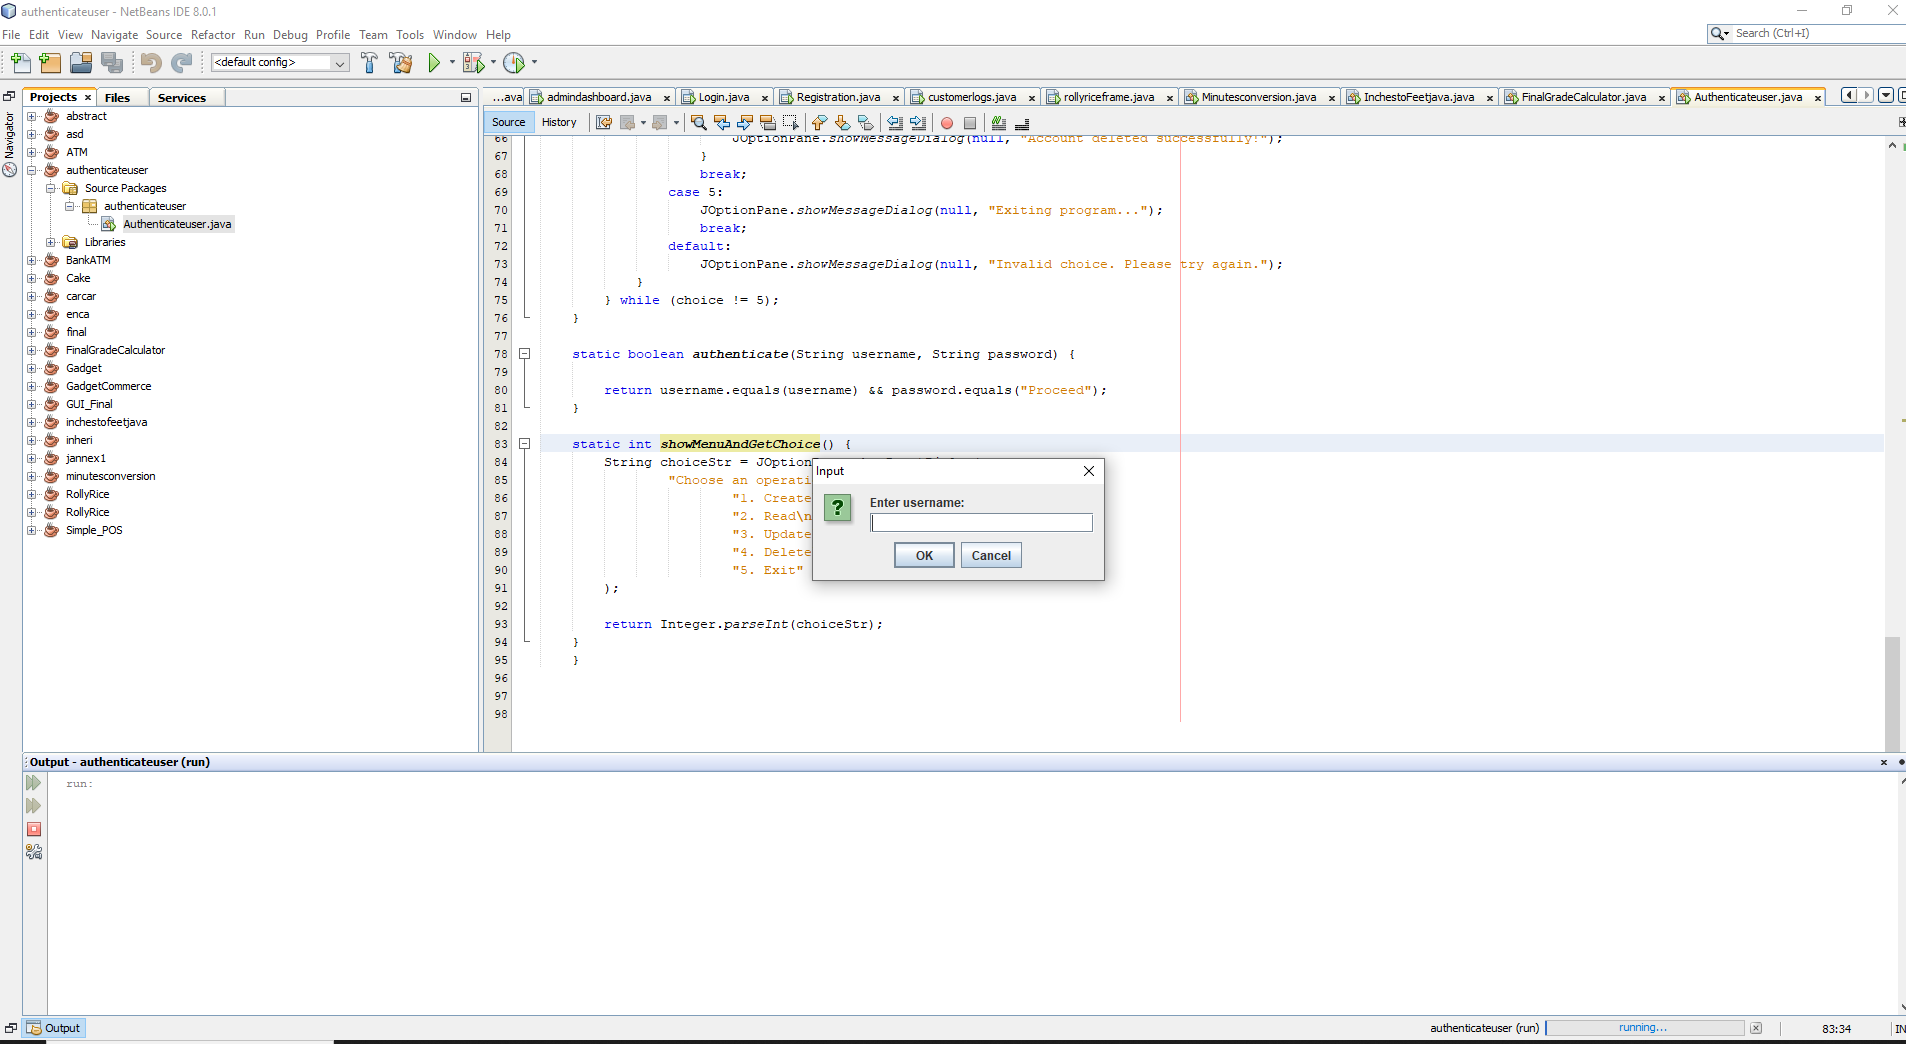 authenticateuser - NetBeans IDE 8.0.1
File Edit View Navigate Source Refactor Run Debug Profile Team Tools Window Help
Search (Ctrl+I)
<default config>
Projects Files Services
Navigator
abstract
asd
ATM
authenticateuser
Source Packages
authenticateuser
Authenticateuser.java
Libraries
BankATM
Cake
carcar
enca
final
FinalGradeCalculator
Gadget
GadgetCommerce
GUI_Final
inchestofeetjava
inheri
jannex1
minutesconversion
RollyRice
RollyRice
Simple_POS
...ava admindashboard.java Login.java Registration.java customerlogs.java rollyriceframe.java Minutesconversion.java InchestoFeetjava.java FinalGradeCalculator.java Authenticateuser.java
Source History
66 JOptionPane.showMessageDialog(null, "Account deleted successfully!");
67 }
68 break;
69 case 5:
70 JOptionPane.showMessageDialog(null, "Exiting program...");
71 break;
72 default:
73 JOptionPane.showMessageDialog(null, "Invalid choice. Please try again.");
74 }
75 } while (choice != 5);
76 }
77
78 static boolean authenticate(String username, String password) {
79
80 return username.equals(username) && password.equals("Proceed");
81 }
82
83 static int showMenuAndGetChoice() {
84 String choiceStr = JOption
85 "Choose an operati
86 "1. Create
87 "2. Read\n
88 "3. Update
89 "4. Delete
90 "5. Exit"
91 );
92
93 return Integer.parseInt(choiceStr);
94 }
95 }
96
97
98
Input
Enter username:
OK Cancel
Output - authenticateuser (run)
run:
Output
authenticateuser (run) running... 83:34 IN